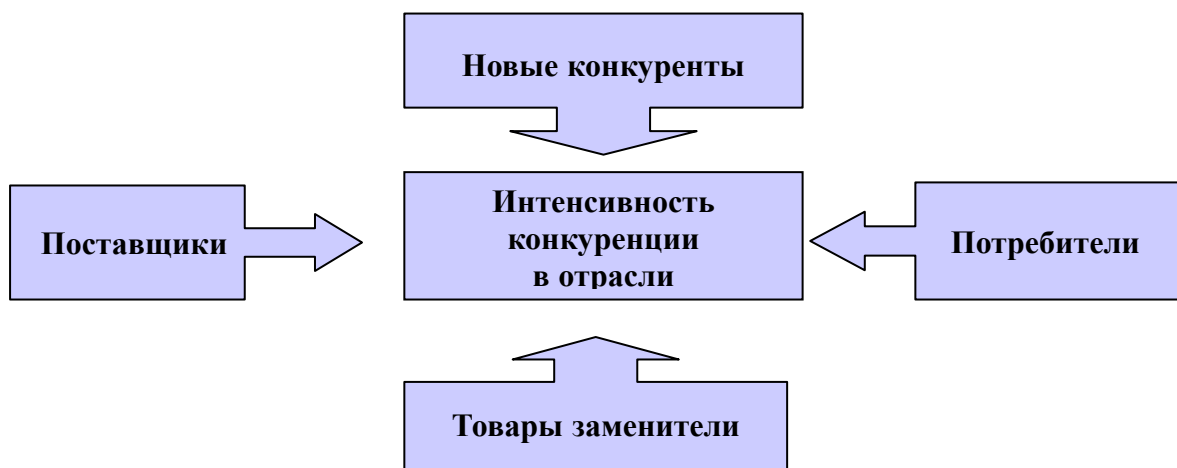 Новые конкуренты
Поставщики
Интенсивность
конкуренции
в отрасли
Потребители
Товары заменители